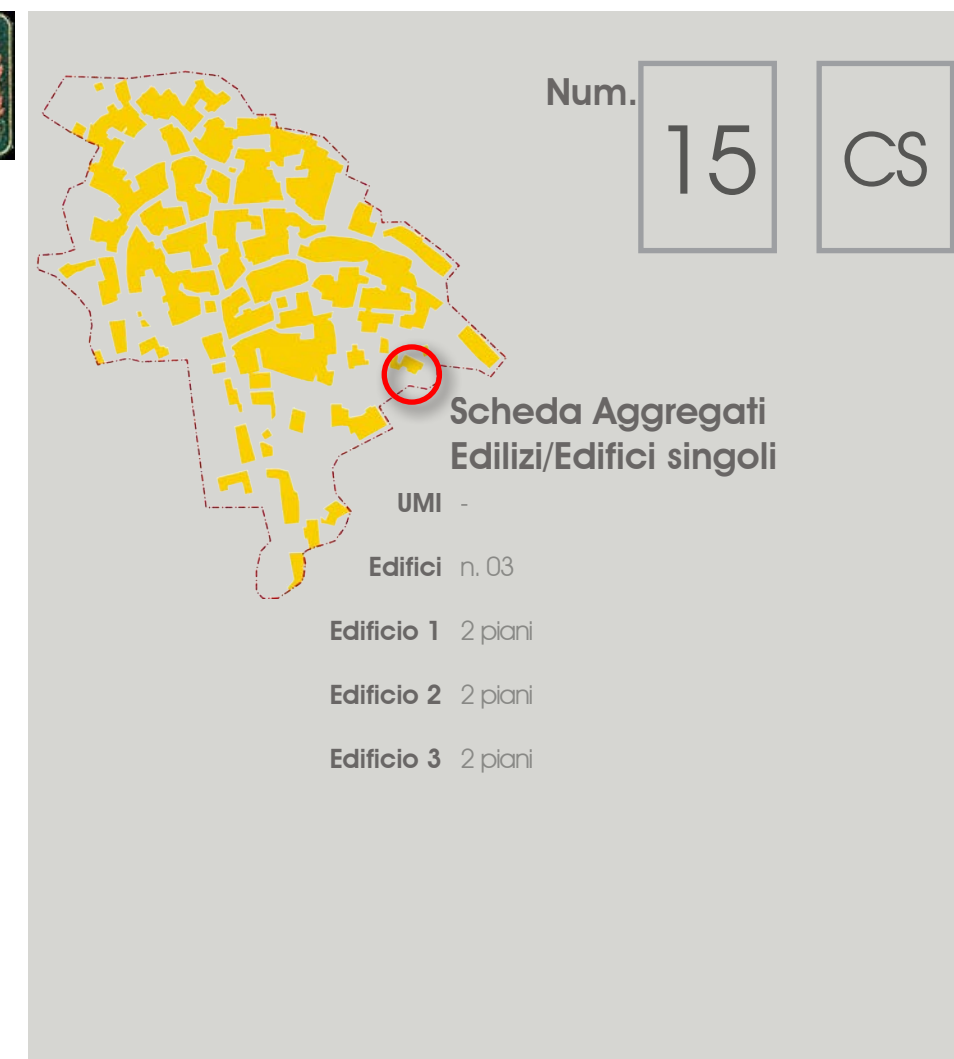 Num.
15
CS
Scheda Aggregati
Edilizi/Edifici singoli
UMI -
Edifici n. 03
Edificio 1 2 piani
Edificio 2 2 piani
Edificio 3 2 piani